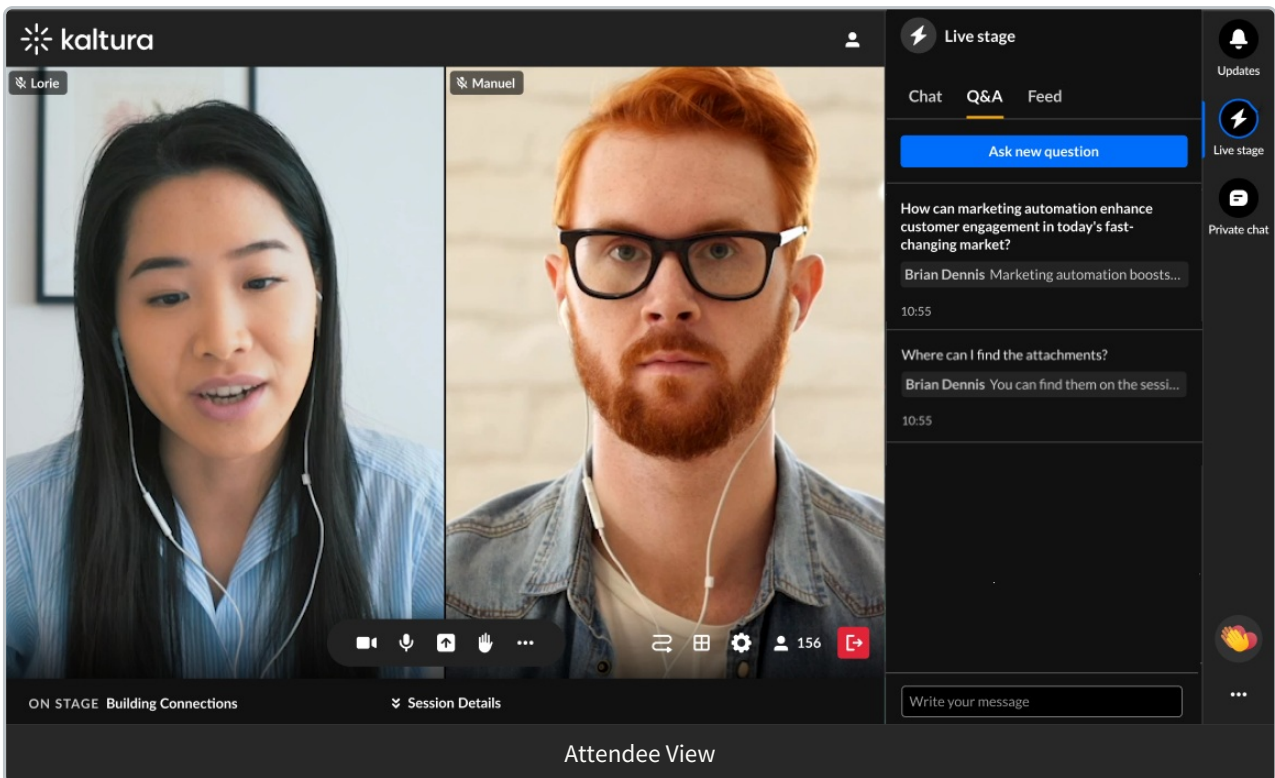 kaltura
Lorie
Manuel
156
ON STAGE Building Connections
Session Details
Live stage
Chat Q&A Feed
Ask new question
How can marketing automation enhance
customer engagement in today's fast-
changing market?
Brian Dennis Marketing automation boosts...
10:55
Where can I find the attachments?
Brian Dennis You can find them on the sessi...
10:55
Write your message
Updates
Live stage
Private chat
Attendee View